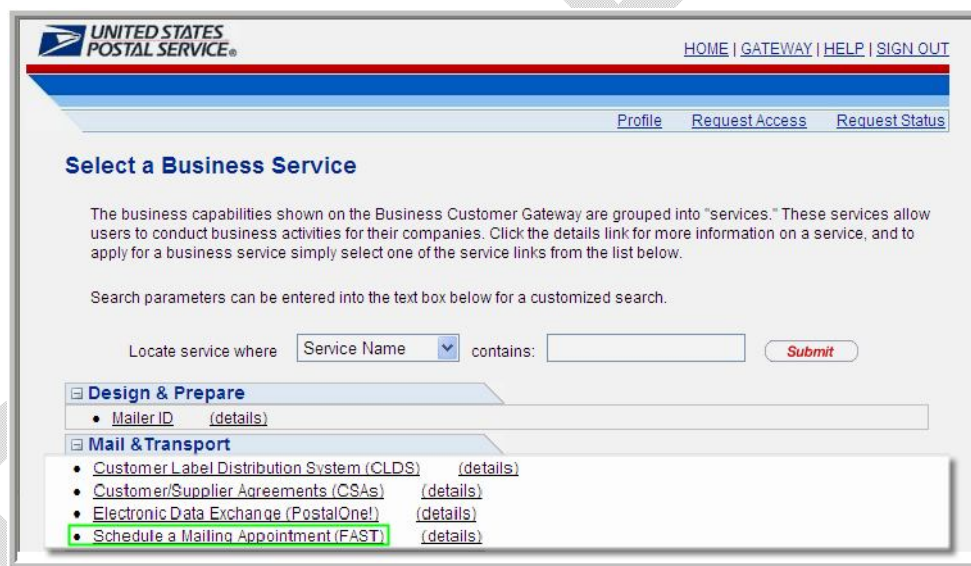 UNITED STATES
POSTAL SERVICE®
HOME | GATEWAY | HELP | SIGN OUT
Profile Request Access Request Status
Select a Business Service
The business capabilities shown on the Business Customer Gateway are grouped into "services." These services allow
users to conduct business activities for their companies. Click the details link for more information on a service, and to
apply for a business service simply select one of the service links from the list below.
Search parameters can be entered into the text box below for a customized search.
Locate service where Service Name contains: Submit
Design & Prepare
• Mailer ID (details)
Mail &Transport
• Customer Label Distribution System (CLDS) (details)
• Customer/Supplier Agreements (CSAs) (details)
• Electronic Data Exchange (PostalOne!) (details)
• Schedule a Mailing Appointment (FAST) (details)